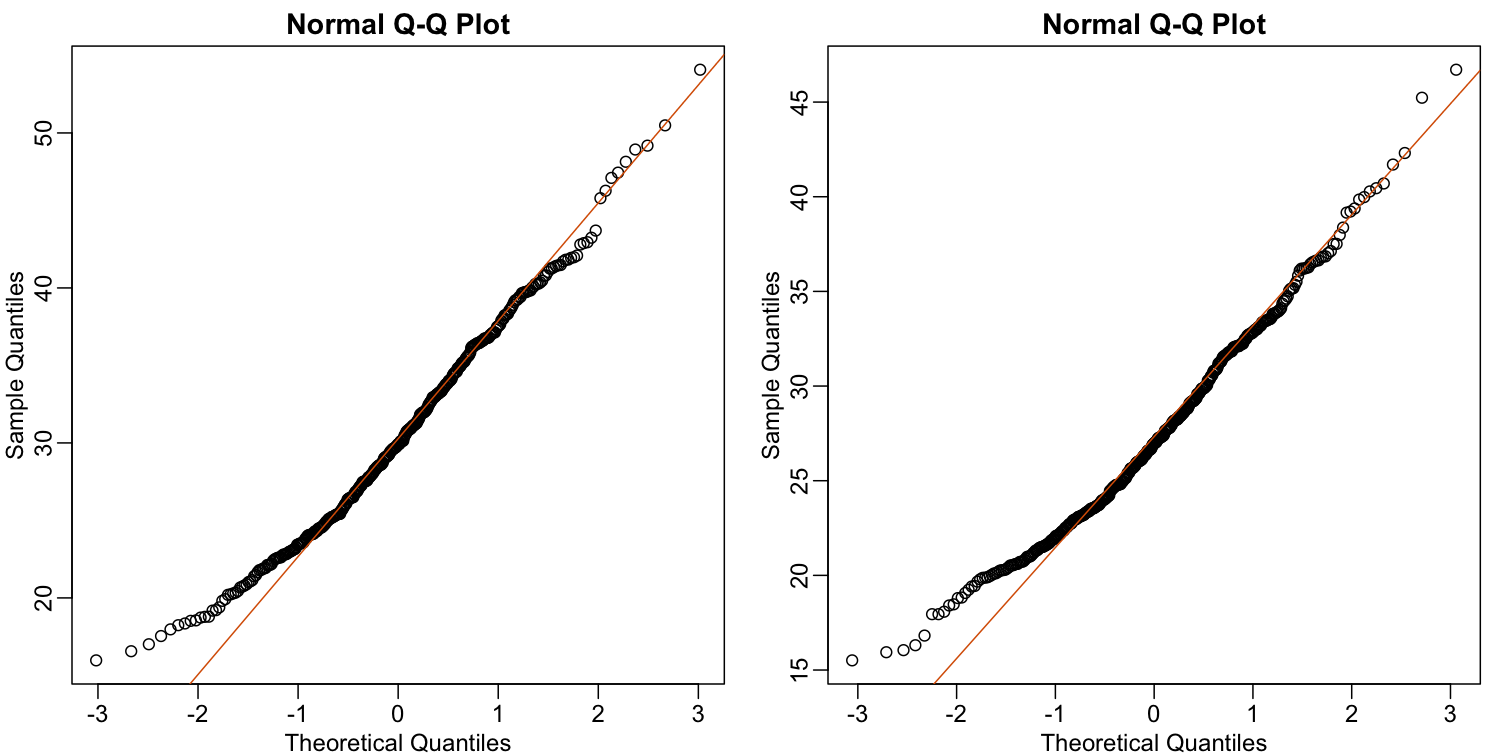 Normal Q-Q Plot
Sample Quantiles
50
40
30
20
-3 -2 -1 0 1 2 3
Theoretical Quantiles
Normal Q-Q Plot
Sample Quantiles
45
40
35
30
25
20
15
-3 -2 -1 0 1 2 3
Theoretical Quantiles